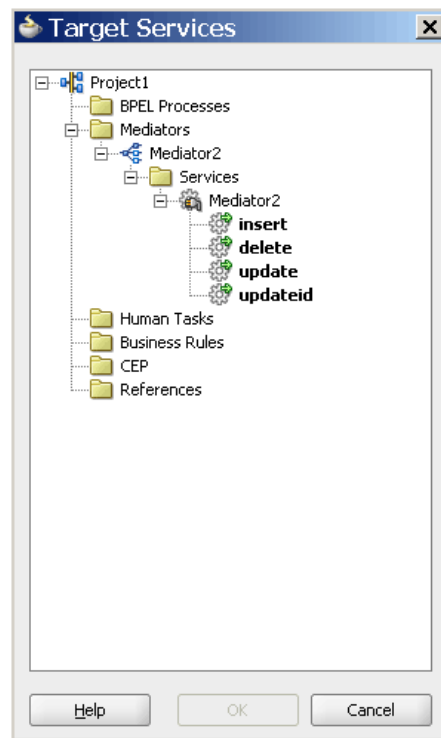 Target Services
Project1
BPEL Processes
Mediators
Mediator2
Services
Mediator2
insert
delete
update
updateid
Human Tasks
Business Rules
CEP
References
Help OK Cancel